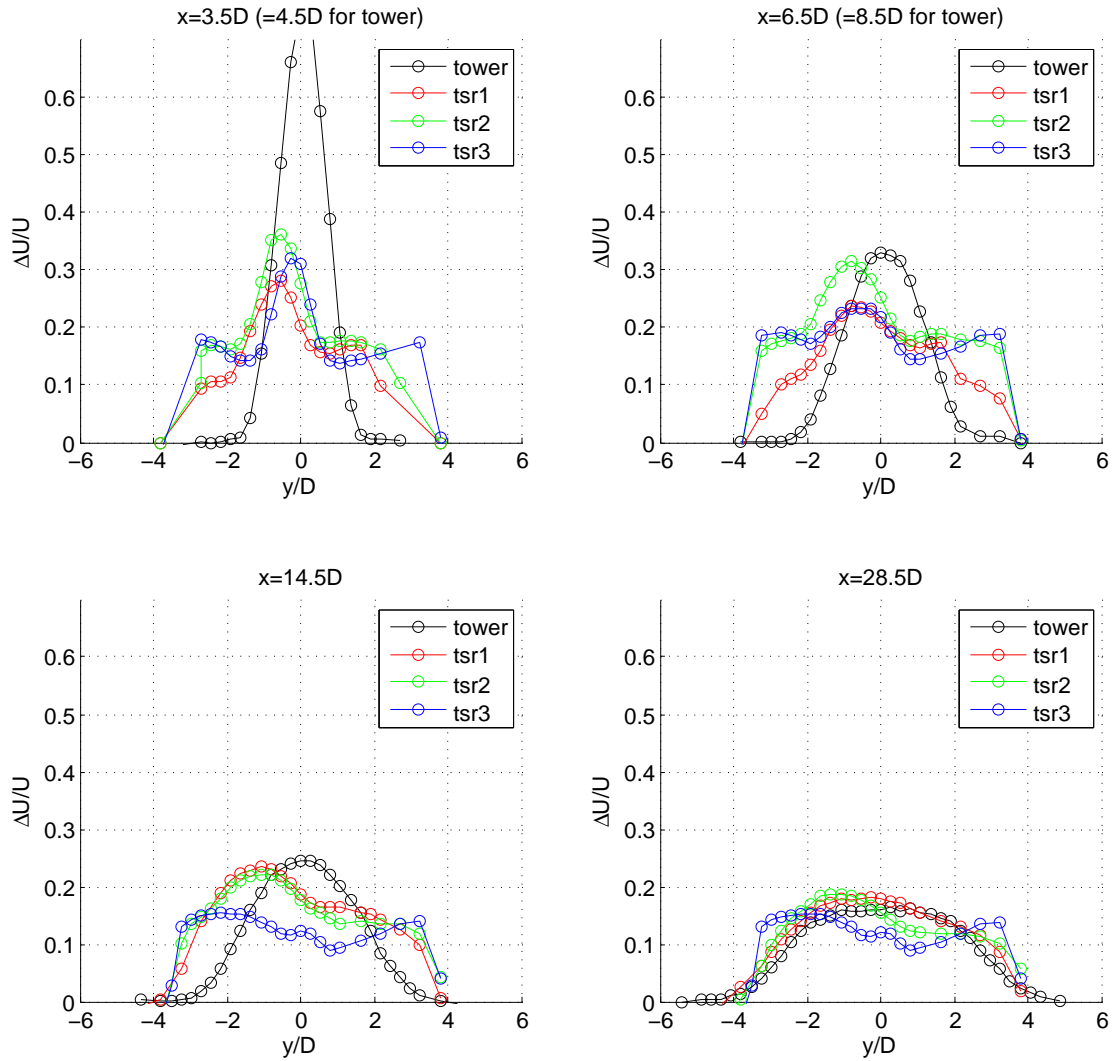 x=3.5D (=4.5D for tower)
0.6
0.5
0.4
0.3
0.2
0.1
0
ΔU/U
−6 −4 −2 0 2 4 6
y/D
tower
tsr1
tsr2
tsr3
x=6.5D (=8.5D for tower)
0.6
0.5
0.4
0.3
0.2
0.1
0
ΔU/U
−6 −4 −2 0 2 4 6
y/D
tower
tsr1
tsr2
tsr3
x=14.5D
0.6
0.5
0.4
0.3
0.2
0.1
0
ΔU/U
−6 −4 −2 0 2 4 6
y/D
tower
tsr1
tsr2
tsr3
x=28.5D
0.6
0.5
0.4
0.3
0.2
0.1
0
ΔU/U
−6 −4 −2 0 2 4 6
y/D
tower
tsr1
tsr2
tsr3